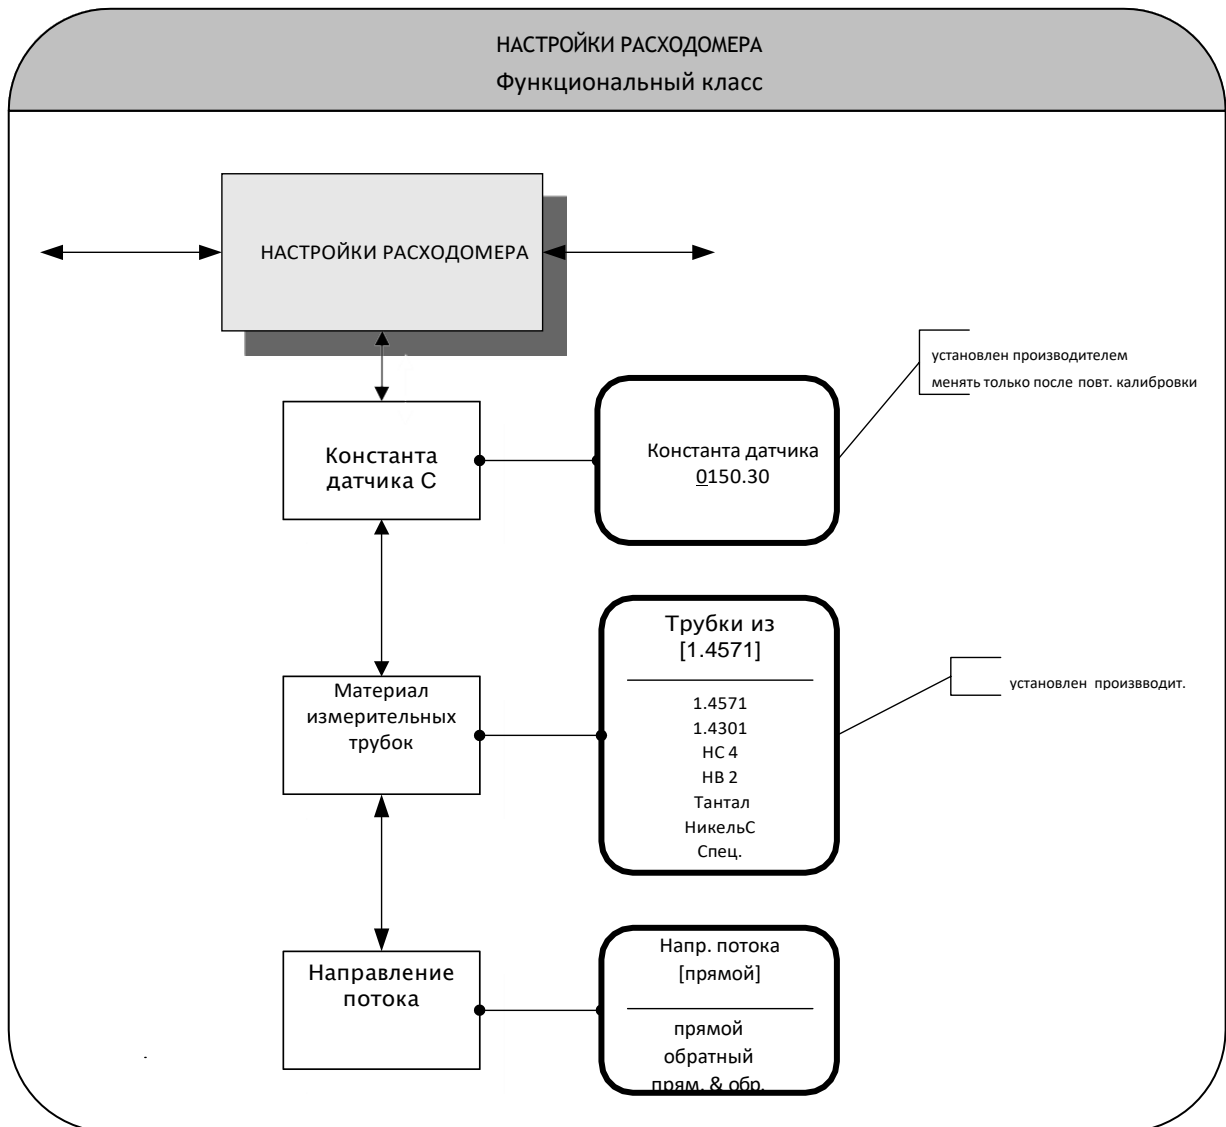 НАСТРОЙКИ РАСХОДОМЕРА
Функциональный класс
НАСТРОЙКИ РАСХОДОМЕРА
установлен производителем
менять только после повт. калибровки
Константа
датчика С
Константа датчика
0150.30
Материал
измерительных
трубок
Трубки из
[1.4571]
1.4571
1.4301
НС 4
НВ 2
Тантал
НикельС
Спец.
установлен произвводит.
Направление
потока
Напр. потока
[прямой]
прямой
обратный
прям. & обр.